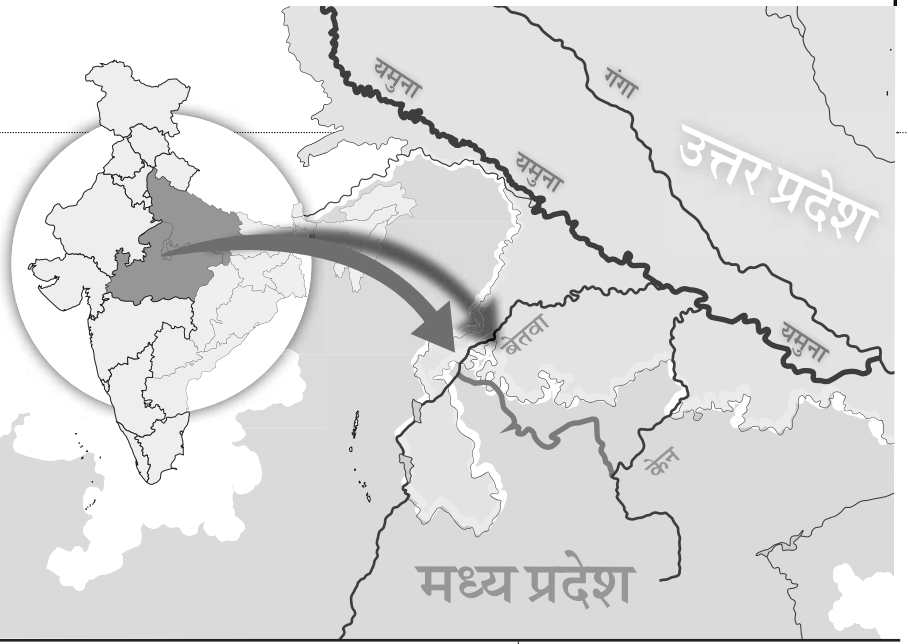 यमुना
गंगा
उत्तर प्रदेश
यमुना
बेतवा
यमुना
केन
मध्य प्रदेश